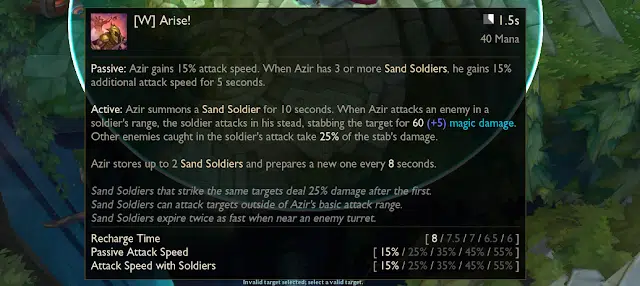 [W] Arise!
1.5s
40 Mana
Passive: Azir gains 15% attack speed. When Azir has 3 or more Sand Soldiers, he gains 15%
additional attack speed for 5 seconds.
Active: Azir summons a Sand Soldier for 10 seconds. When Azir attacks an enemy in a
soldier's range, the soldier attacks in his stead, stabbing the target for 60 (+5) magic damage.
Other enemies caught in the soldier's attack take 25% of the stab's damage.
Azir stores up to 2 Sand Soldiers and prepares a new one every 8 seconds.
Sand Soldiers that strike the same targets deal 25% damage after the first.
Sand Soldiers can attack targets outside of Azir's basic attack range.
Sand Soldiers expire twice as fast when near an enemy turret.
Recharge Time [ 8 / 7.5 / 7 / 6.5 / 6 ]
Passive Attack Speed [ 15% / 25% / 35% / 45% / 55% ]
Attack Speed with Soldiers [ 15% / 25% / 35% / 45% / 55% ]
Invalid target selected; select a valid target.